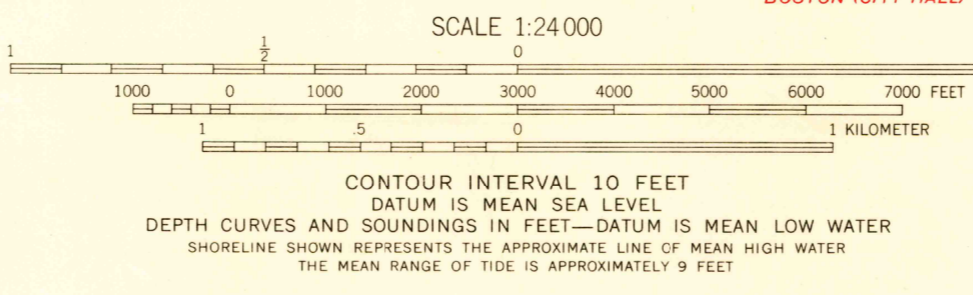 BOSTON (CITY HALL)
SCALE 1:24 000
1 1/2 0
1000 0 1000 2000 3000 4000 5000 6000 7000 FEET
1 .5 0 1 KILOMETER
CONTOUR INTERVAL 10 FEET
DATUM IS MEAN SEA LEVEL
DEPTH CURVES AND SOUNDINGS IN FEET—DATUM IS MEAN LOW WATER
SHORELINE SHOWN REPRESENTS THE APPROXIMATE LINE OF MEAN HIGH WATER
THE MEAN RANGE OF TIDE IS APPROXIMATELY 9 FEET